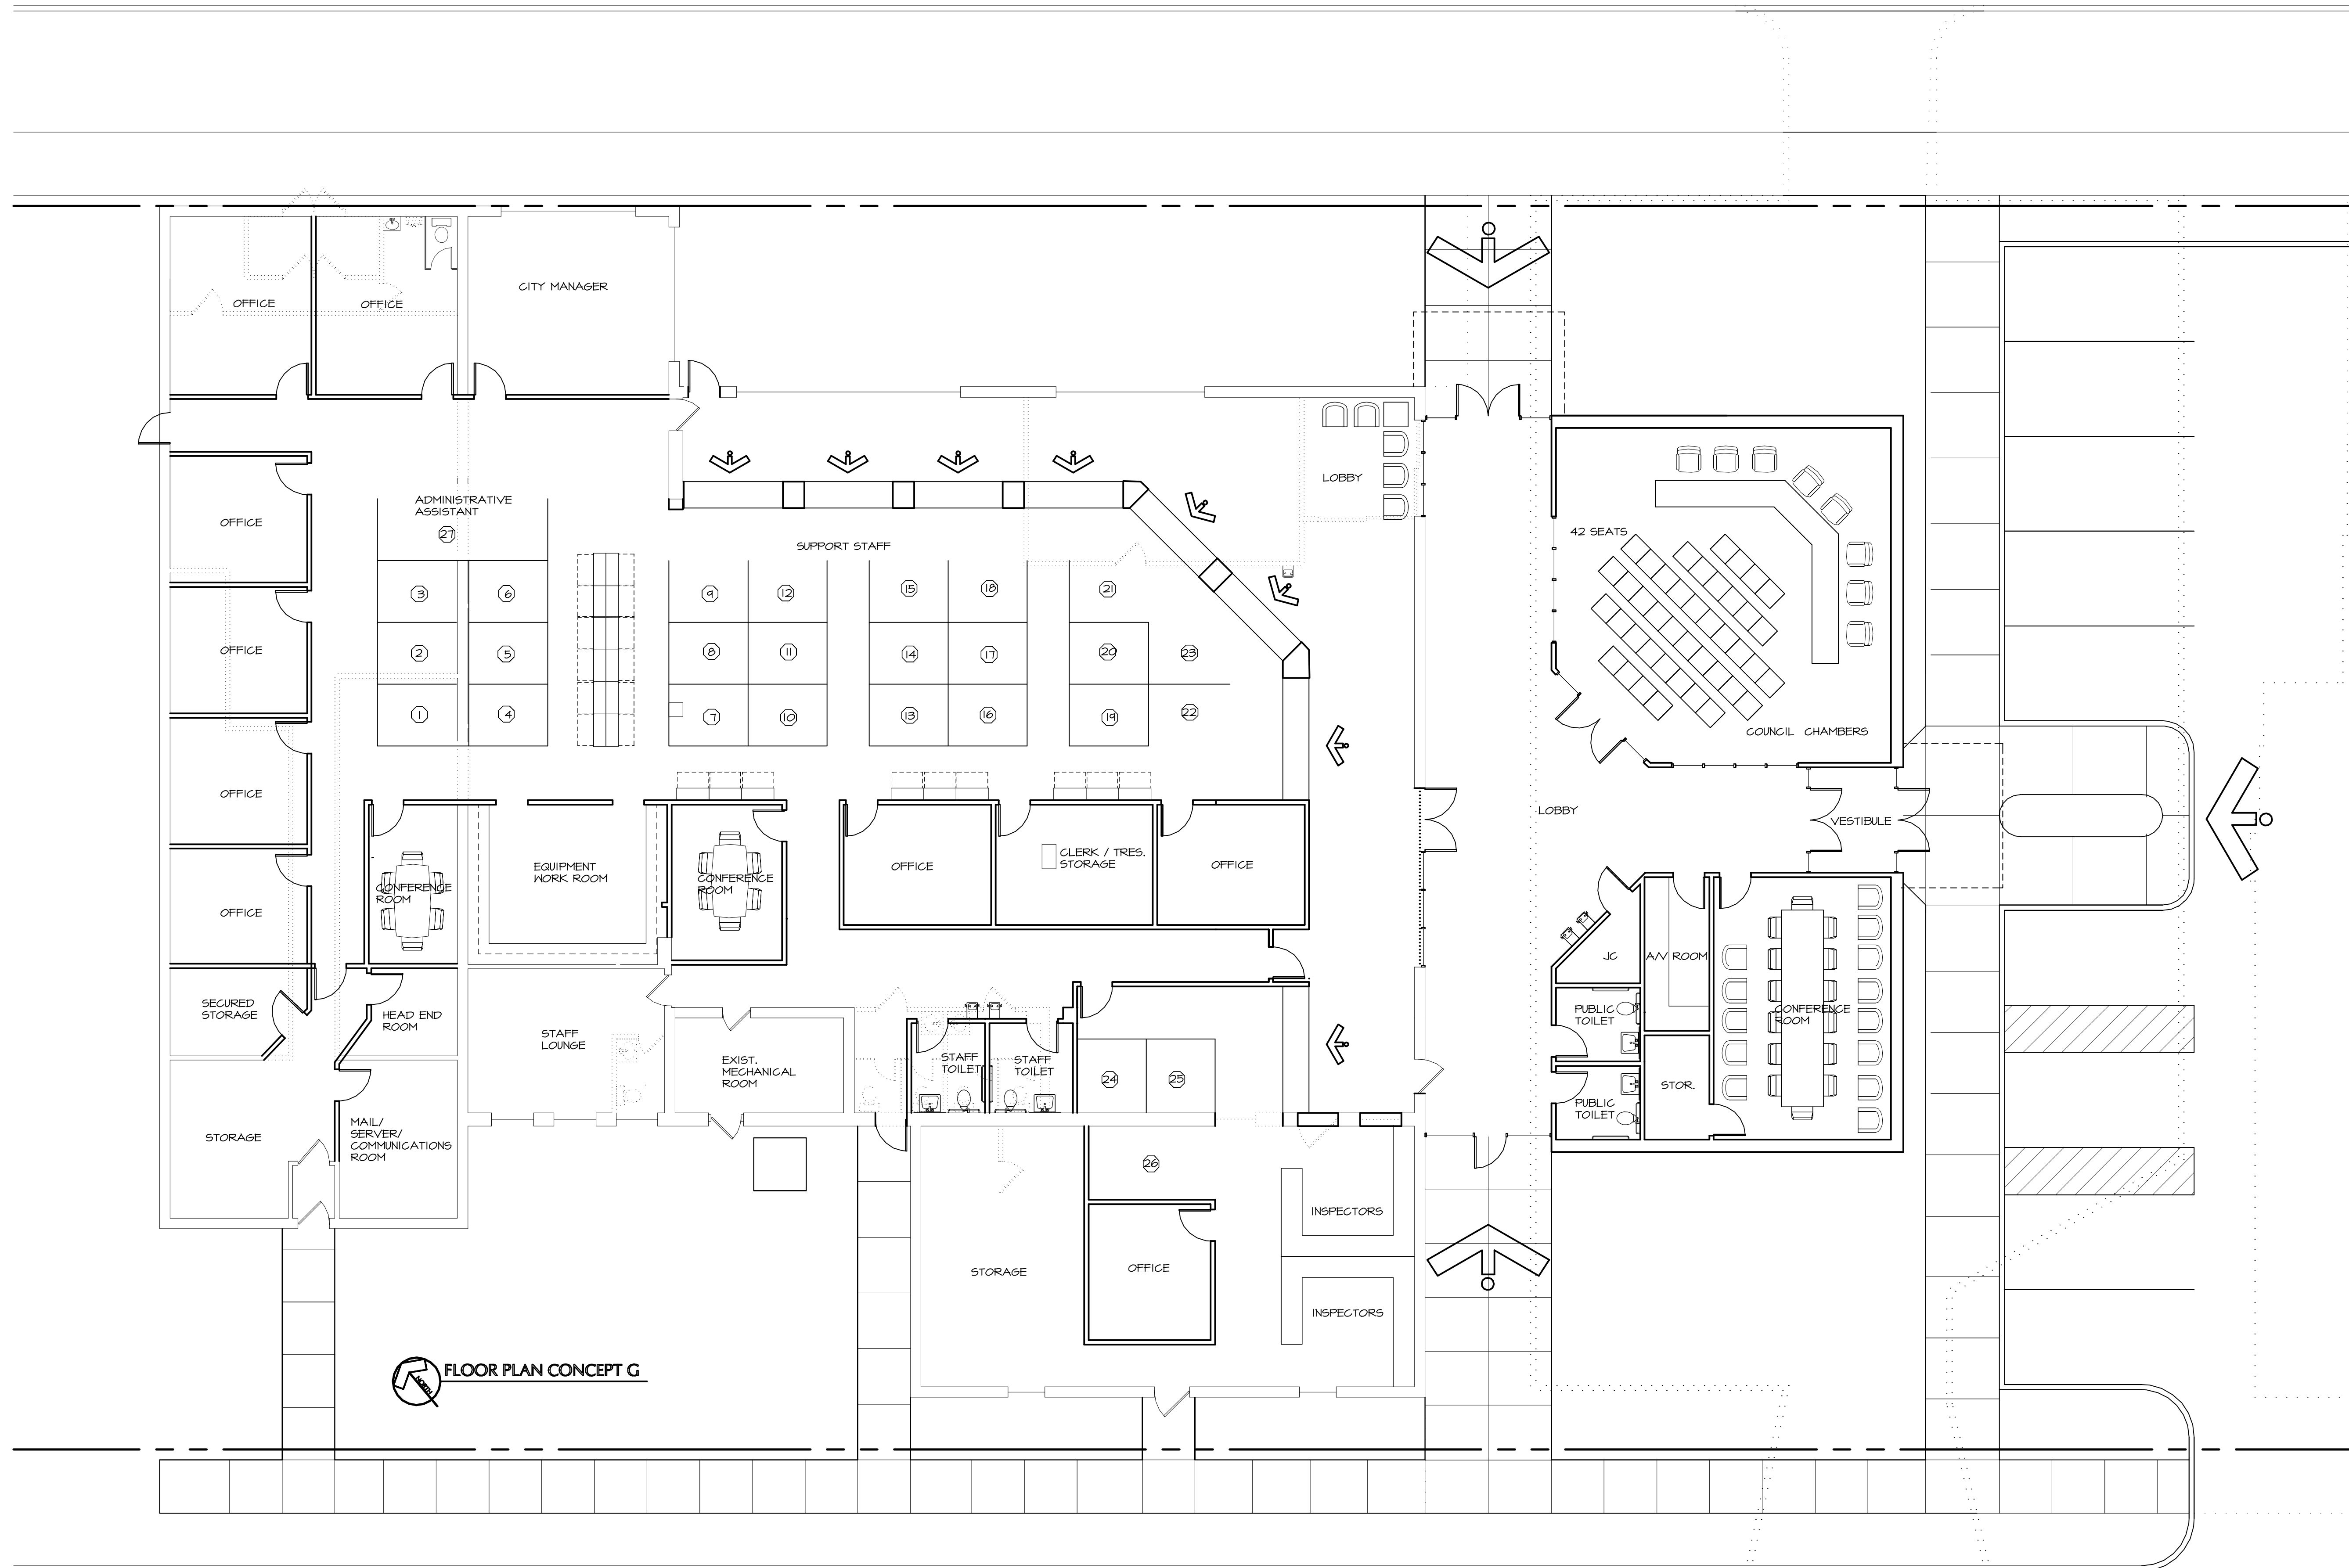 OFFICE
OFFICE
CITY MANAGER
LOBBY
OFFICE
ADMINISTRATIVE
ASSISTANT
27
SUPPORT STAFF
42 SEATS
3
6
9
12
15
18
21
OFFICE
2
5
8
11
14
17
20
23
1
4
7
10
13
16
19
22
COUNCIL CHAMBERS
OFFICE
LOBBY
VESTIBULE
OFFICE
CONFERENCE
ROOM
EQUIPMENT
WORK ROOM
CONFERENCE
ROOM
OFFICE
CLERK / TRES.
STORAGE
OFFICE
JC
A/V ROOM
SECURED
STORAGE
HEAD END
ROOM
STAFF
LOUNGE
EXIST.
MECHANICAL
ROOM
STAFF
TOILET
STAFF
TOILET
24
25
PUBLIC
TOILET
CONFERENCE
ROOM
STOR.
PUBLIC
TOILET
STORAGE
MAIL/
SERVER/
COMMUNICATIONS
ROOM
26
INSPECTORS
STORAGE
OFFICE
INSPECTORS
NORTH
FLOOR PLAN CONCEPT G